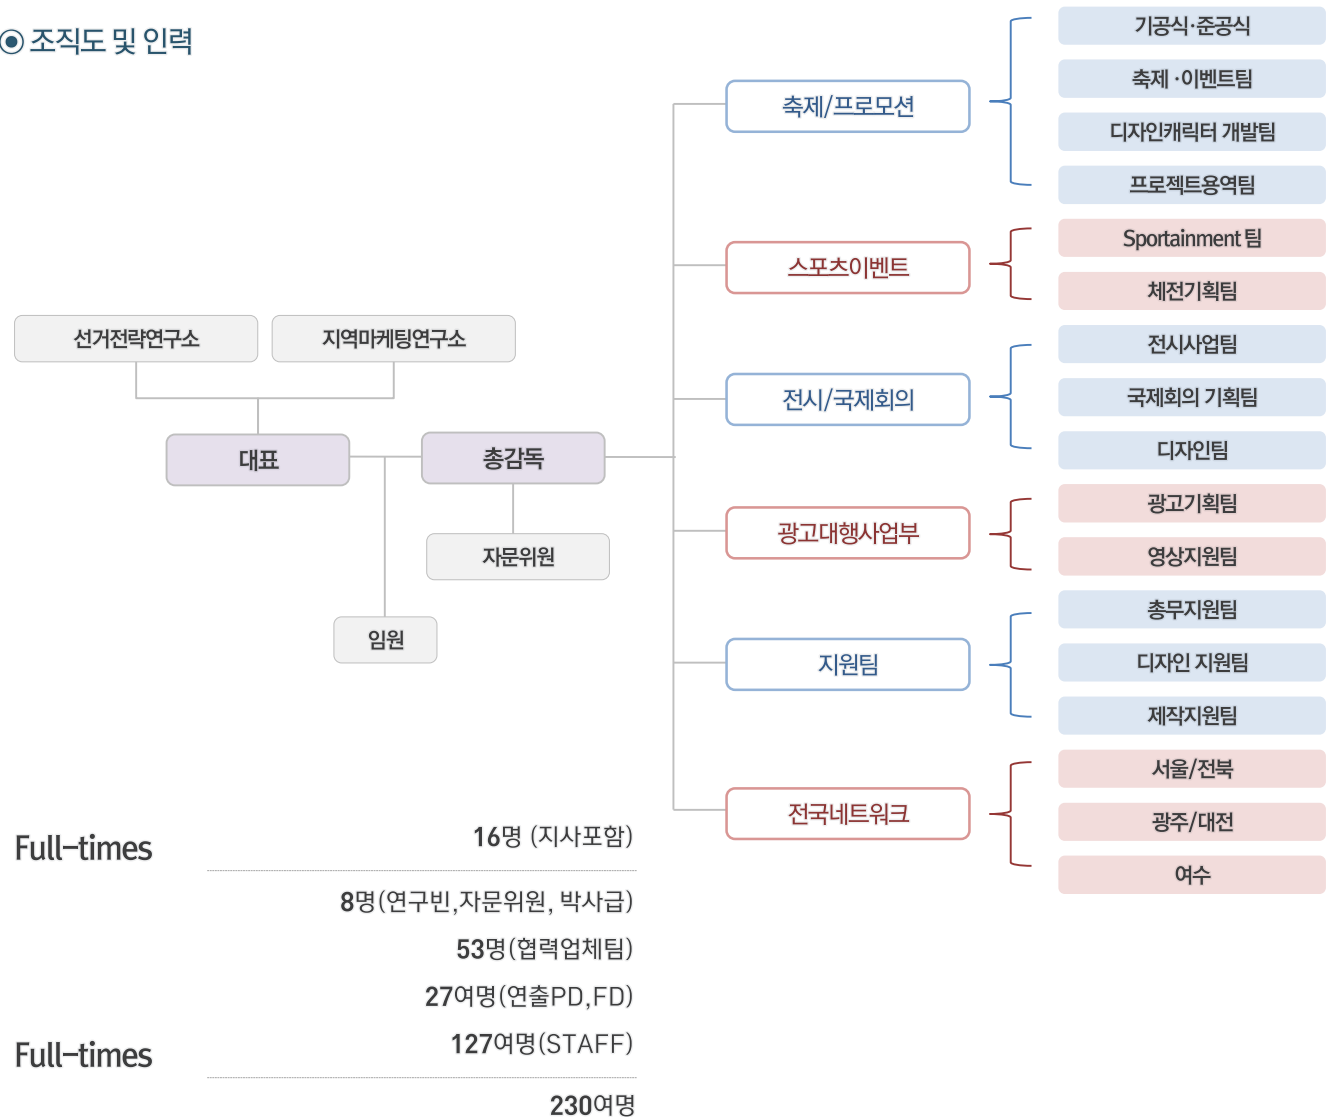 조직도 및 인력
선거전략연구소
지역마케팅연구소
대표
총감독
자문위원
임원
축제/프로모션
기공식·준공식
축제 ·이벤트팀
디자인캐릭터 개발팀
프로젝트용역팀
스포츠이벤트
Sportainment 팀
체전기획팀
전시/국제회의
전시사업팀
국제회의 기획팀
디자인팀
광고대행사업부
광고기획팀
영상지원팀
지원팀
총무지원팀
디자인 지원팀
제작지원팀
전국네트워크
서울/전북
광주/대전
여수
Full-times
16명 (지사포함)
8명(연구빈,자문위원, 박사급)
53명(협력업체팀)
27여명(연출PD,FD)
Full-times
127여명(STAFF)
230여명